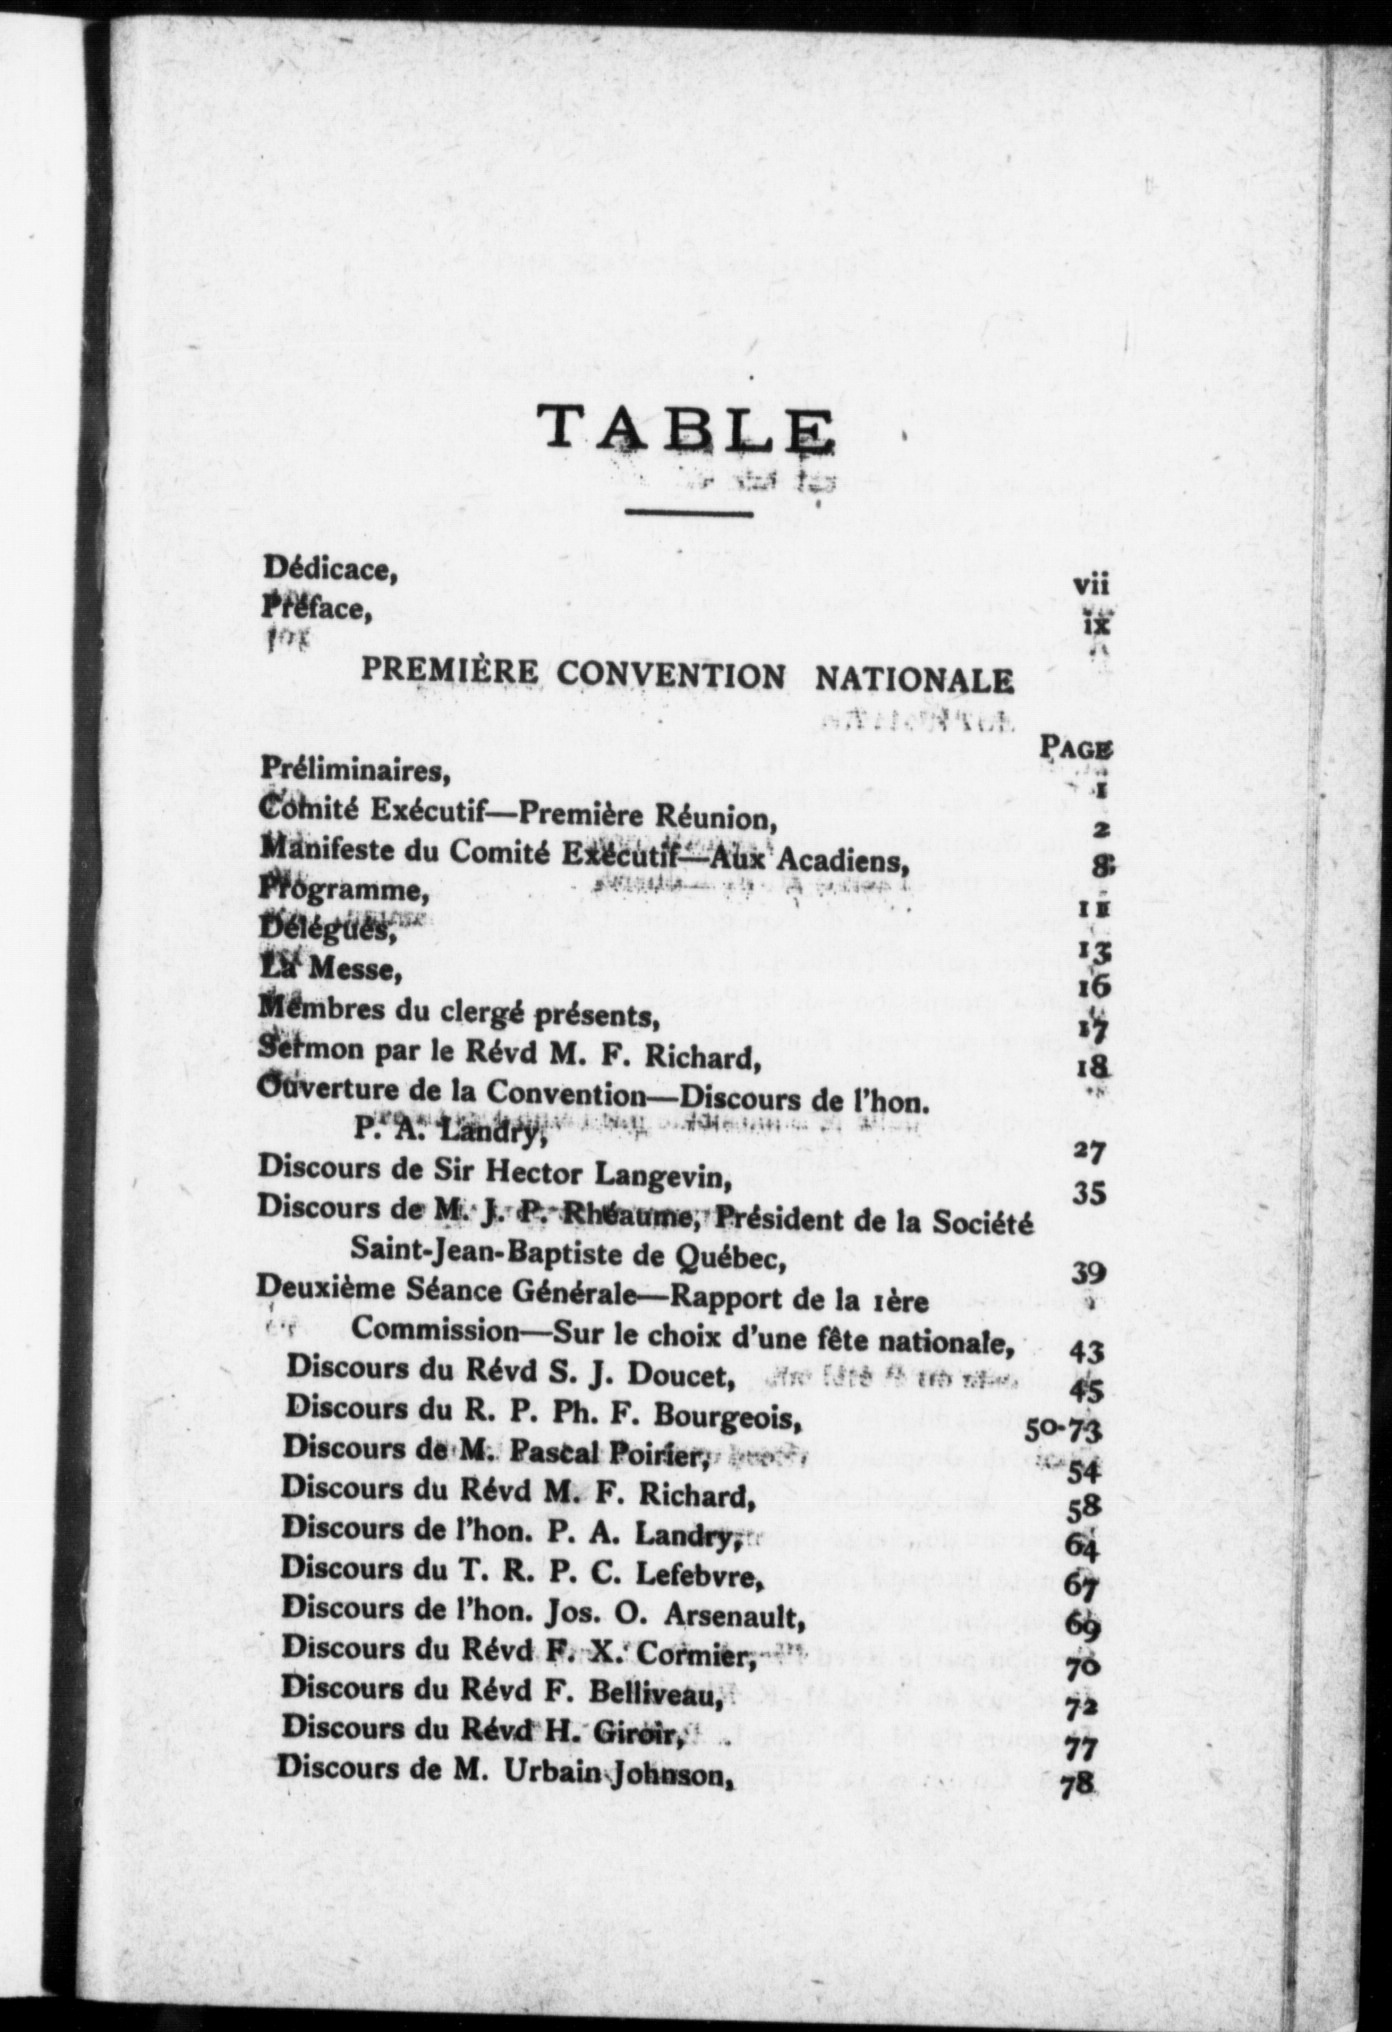 TABLE
Dédicace, vii
Préface, ix
PREMIÈRE CONVENTION NATIONALE
PAGE
Préliminaires, 1
Comité Exécutif—Première Réunion, 2
Manifeste du Comité Exécutif—Aux Acadiens, 8
Programme, 11
Délégués, 13
La Messe, 16
Membres du clergé présents, 17
Sermon par le Révd M. F. Richard, 18
Ouverture de la Convention—Discours de l'hon.
P. A. Landry, 27
Discours de Sir Hector Langevin, 35
Discours de M. J. P. Rhéaume, Président de la Société
Saint-Jean-Baptiste de Québec, 39
Deuxième Séance Générale—Rapport de la 1ère
Commission—Sur le choix d'une fête nationale, 43
Discours du Révd S. J. Doucet, 45
Discours du R. P. Ph. F. Bourgeois, 50-73
Discours de M. Pascal Poirier, 54
Discours du Révd M. F. Richard, 58
Discours de l'hon. P. A. Landry, 64
Discours du T. R. P. C. Lefebvre, 67
Discours de l'hon. Jos. O. Arsenault, 69
Discours du Révd F. X. Cormier, 70
Discours du Révd F. Belliveau, 72
Discours du Révd H. Giroir, 77
Discours de M. Urbain Johnson, 78